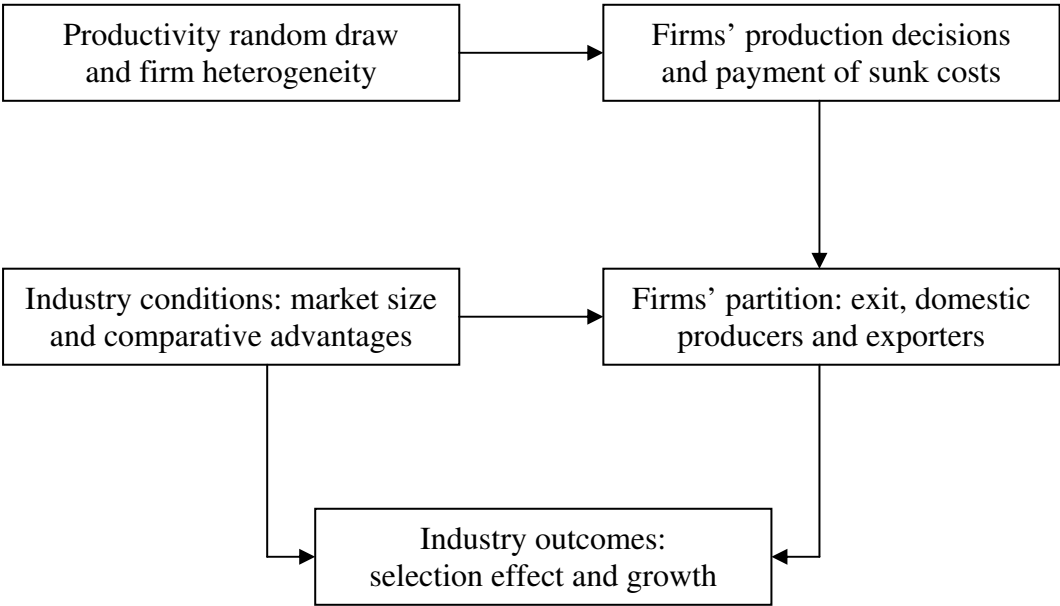 Productivity random draw
and firm heterogeneity
Firms’ production decisions
and payment of sunk costs
Industry conditions: market size
and comparative advantages
Firms’ partition: exit, domestic
producers and exporters
Industry outcomes:
selection effect and growth